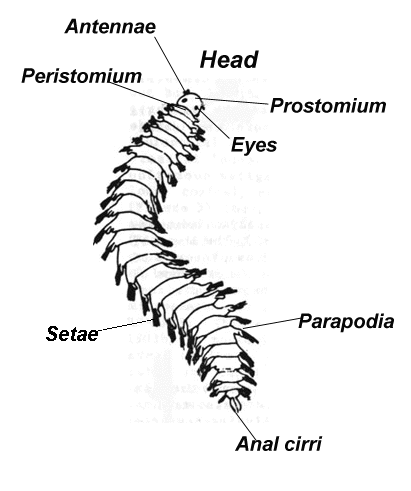 Antennae
Head
Peristomium
Prostomium
Eyes
Setae
Parapodia
Anal cirri